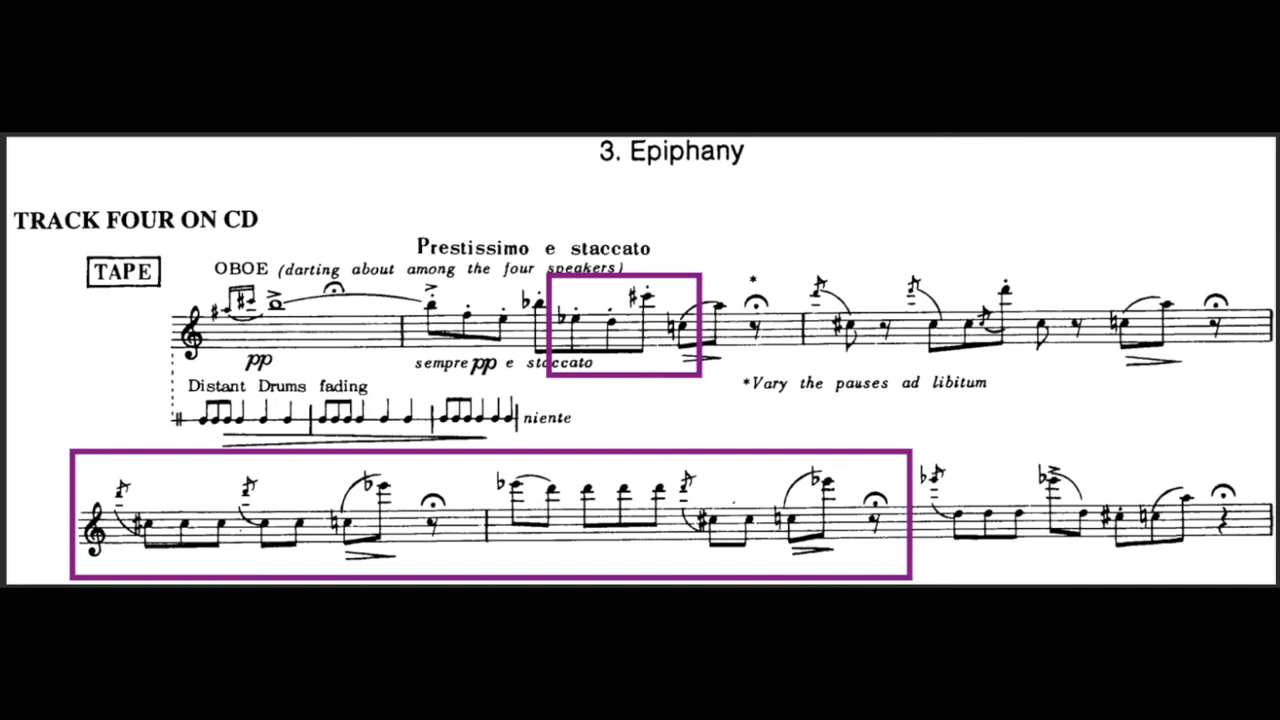 3. Epiphany
TRACK FOUR ON CD
Prestissimo e staccato
TAPE
OBOE (darting about among the four speakers)
*
pp
sempre pp e staccato
Distant Drums fading
*Vary the pauses ad libitum
niente